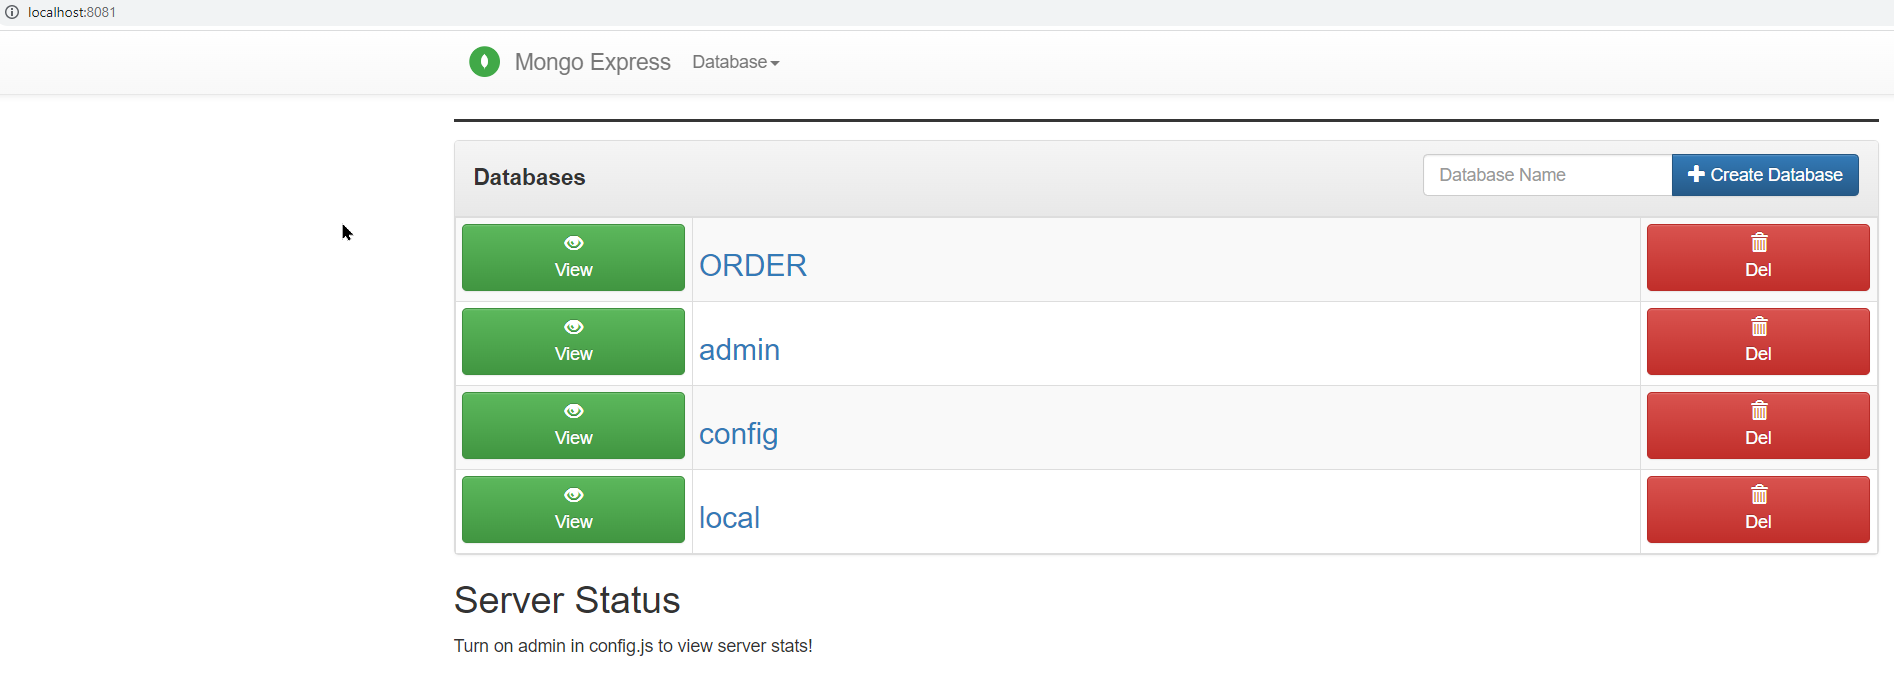 localhost:8081
Mongo Express Database
Databases
Database Name Create Database
View ORDER Del
View admin Del
View config Del
View local Del
Server Status
Turn on admin in config.js to view server stats!